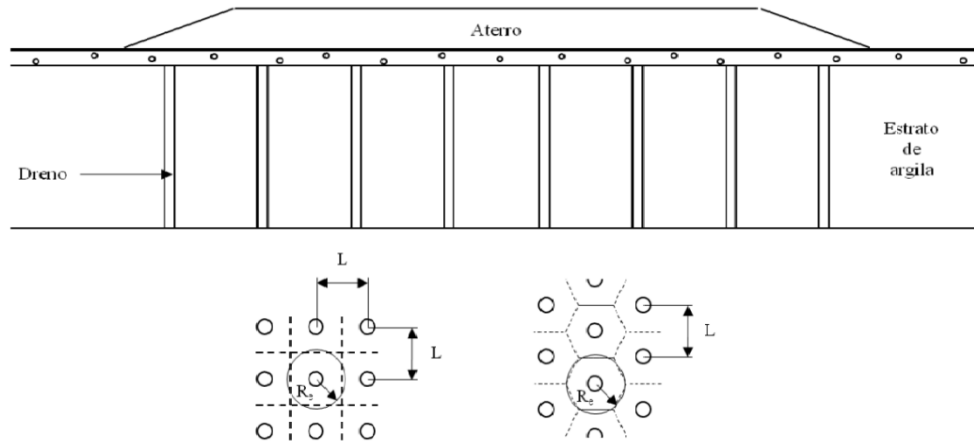 Aterro
Dreno
Estrato
de
argila
L
L
Re
L
Re